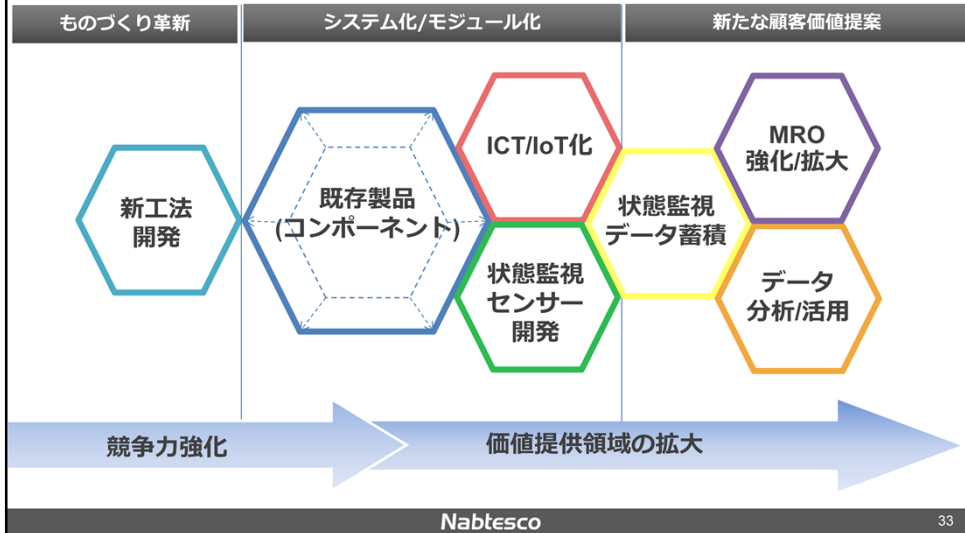 ものづくり革新
システム化/モジュール化
新たな顧客価値提案
新工法
開発
既存製品
(コンポーネント)
ICT/IoT化
状態監視
センサー
開発
状態監視
データ蓄積
MRO
強化/拡大
データ
分析/活用
競争力強化
価値提供領域の拡大
Nabtesco
33